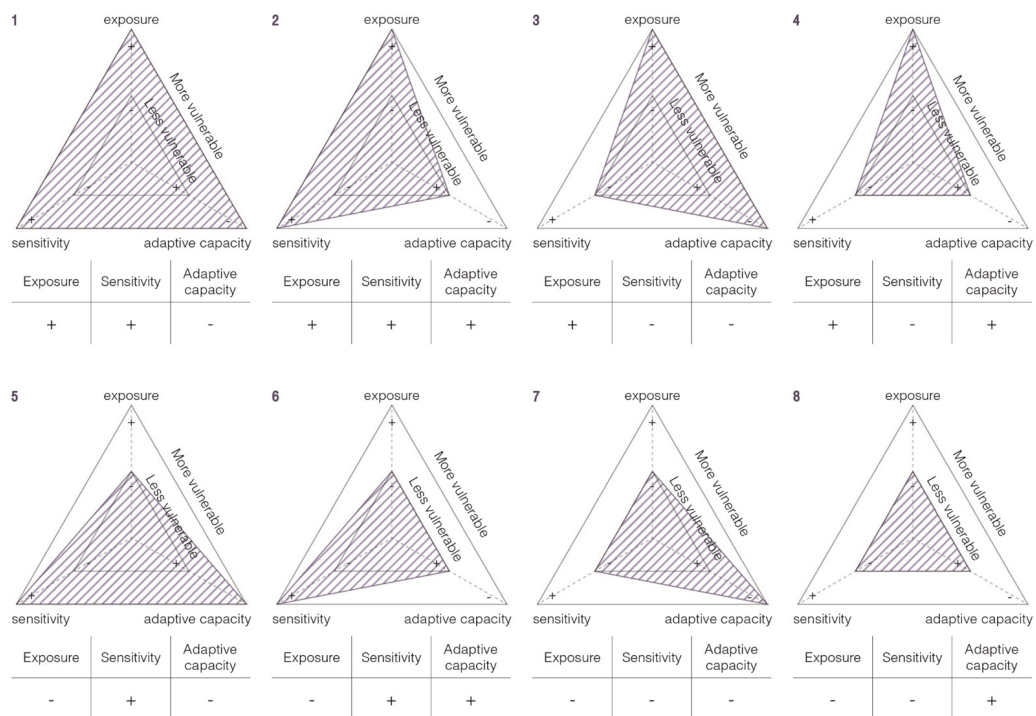 1
exposure
+
-
More vulnerable
Less vulnerable
-
+
+
-
sensitivity
adaptive capacity
Exposure
Sensitivity
Adaptive capacity
+
+
-
2
exposure
+
-
More vulnerable
Less vulnerable
-
+
+
-
sensitivity
adaptive capacity
Exposure
Sensitivity
Adaptive capacity
+
+
+
3
exposure
+
-
More vulnerable
Less vulnerable
-
+
+
-
sensitivity
adaptive capacity
Exposure
Sensitivity
Adaptive capacity
+
-
-
4
exposure
+
-
More vulnerable
Less vulnerable
-
+
+
-
sensitivity
adaptive capacity
Exposure
Sensitivity
Adaptive capacity
+
-
+
5
exposure
+
-
More vulnerable
Less vulnerable
-
+
+
-
sensitivity
adaptive capacity
Exposure
Sensitivity
Adaptive capacity
-
+
-
6
exposure
+
-
More vulnerable
Less vulnerable
-
+
+
-
sensitivity
adaptive capacity
Exposure
Sensitivity
Adaptive capacity
-
+
+
7
exposure
+
-
More vulnerable
Less vulnerable
-
+
+
-
sensitivity
adaptive capacity
Exposure
Sensitivity
Adaptive capacity
-
-
-
8
exposure
+
-
More vulnerable
Less vulnerable
-
+
+
-
sensitivity
adaptive capacity
Exposure
Sensitivity
Adaptive capacity
-
-
+